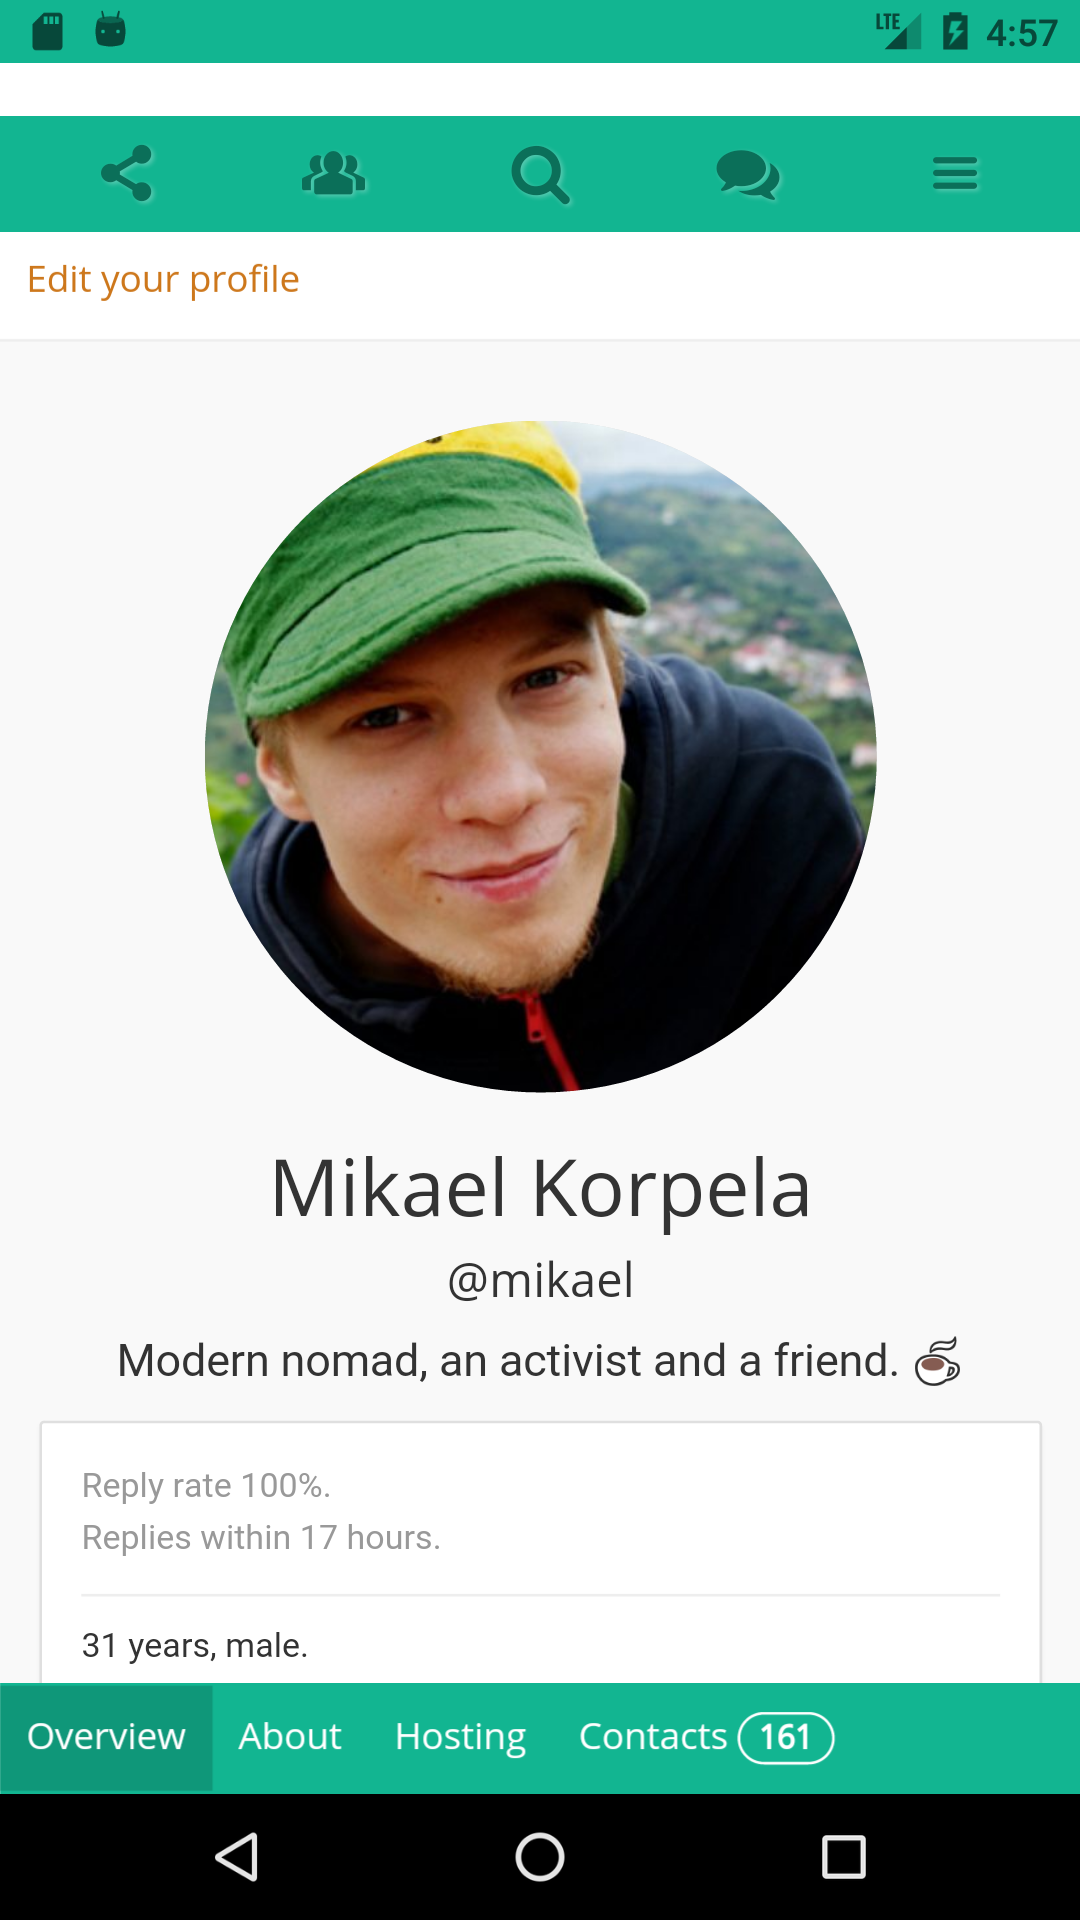 LTE 4:57
Edit your profile
Mikael Korpela
@mikael
Modern nomad, an activist and a friend. ☕
Reply rate 100%.
Replies within 17 hours.
31 years, male.
Overview About Hosting Contacts 161